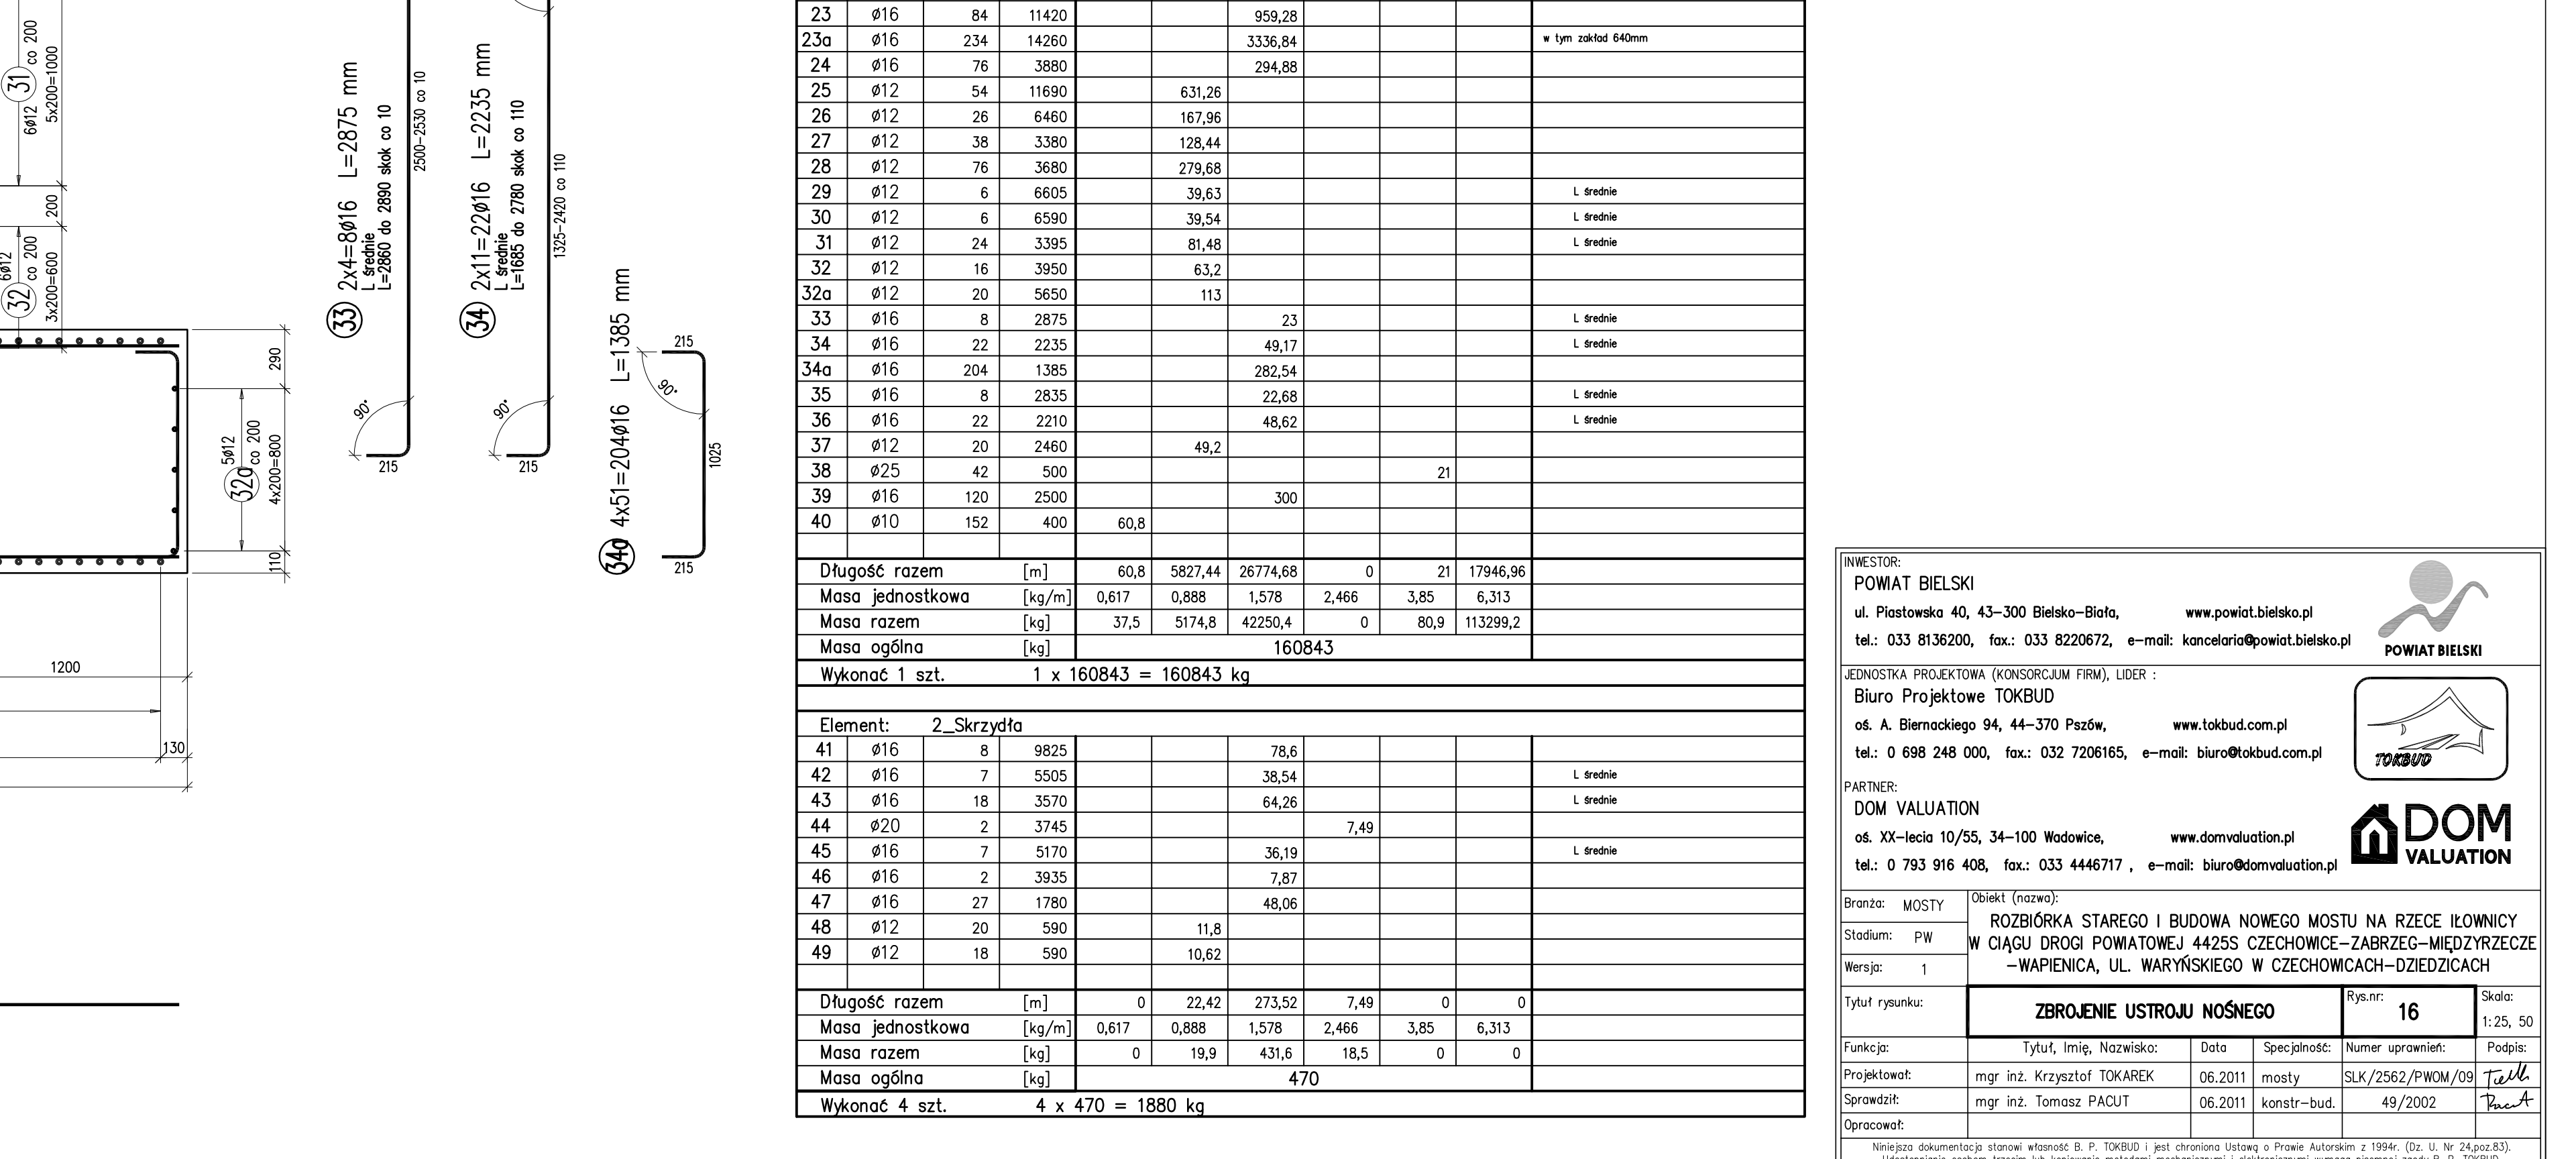 31
co 200
6ø12
5x200=1000
200
6ø12
32
co 200
3x200=600
290
5ø12
32a
co 200
4x200=800
110
1200
130
33 2x4=8ø16 L=2875 mm
L średnie
L=2860 do 2890 skok co 10
2500-2530 co 10
90°
215
34 2x11=22ø16 L=2235 mm
L średnie
L=1685 do 2780 skok co 110
1325-2420 co 110
90°
215
34a 4x51=204ø16 L=1385 mm
215
90°
1025
215
23 ø16 84 11420 959,28
23a ø16 234 14260 3336,84 w tym zakład 640mm
24 ø16 76 3880 294,88
25 ø12 54 11690 631,26
26 ø12 26 6460 167,96
27 ø12 38 3380 128,44
28 ø12 76 3680 279,68
29 ø12 6 6605 39,63 L średnie
30 ø12 6 6590 39,54 L średnie
31 ø12 24 3395 81,48 L średnie
32 ø12 16 3950 63,2
32a ø12 20 5650 113
33 ø16 8 2875 23 L średnie
34 ø16 22 2235 49,17 L średnie
34a ø16 204 1385 282,54
35 ø16 8 2835 22,68 L średnie
36 ø16 22 2210 48,62 L średnie
37 ø12 20 2460 49,2
38 ø25 42 500 21
39 ø16 120 2500 300
40 ø10 152 400 60,8
Długość razem [m] 60,8 5827,44 26774,68 0 21 17946,96
Masa jednostkowa [kg/m] 0,617 0,888 1,578 2,466 3,85 6,313
Masa razem [kg] 37,5 5174,8 42250,4 0 80,9 113299,2
Masa ogólna [kg] 160843
Wykonać 1 szt. 1 x 160843 = 160843 kg
Element: 2_Skrzydła
41 ø16 8 9825 78,6
42 ø16 7 5505 38,54 L średnie
43 ø16 18 3570 64,26 L średnie
44 ø20 2 3745 7,49
45 ø16 7 5170 36,19 L średnie
46 ø16 2 3935 7,87
47 ø16 27 1780 48,06
48 ø12 20 590 11,8
49 ø12 18 590 10,62
Długość razem [m] 0 22,42 273,52 7,49 0 0
Masa jednostkowa [kg/m] 0,617 0,888 1,578 2,466 3,85 6,313
Masa razem [kg] 0 19,9 431,6 18,5 0 0
Masa ogólna [kg] 470
Wykonać 4 szt. 4 x 470 = 1880 kg
INWESTOR:
POWIAT BIELSKI
ul. Piastowska 40, 43-300 Bielsko-Biała, www.powiat.bielsko.pl
tel.: 033 8136200, fax.: 033 8220672, e-mail: kancelaria@powiat.bielsko.pl
POWIAT BIELSKI
JEDNOSTKA PROJEKTOWA (KONSORCJUM FIRM), LIDER :
Biuro Projektowe TOKBUD
oś. A. Biernackiego 94, 44-370 Pszów, www.tokbud.com.pl
tel.: 0 698 248 000, fax.: 032 7206165, e-mail: biuro@tokbud.com.pl
TOKBUD
PARTNER:
DOM VALUATION
oś. XX-lecia 10/55, 34-100 Wadowice, www.domvaluation.pl
tel.: 0 793 916 408, fax.: 033 4446717 , e-mail: biuro@domvaluation.pl
DOM
VALUATION
Branża: MOSTY
Stadium: PW
Wersja: 1
Obiekt (nazwa):
ROZBIÓRKA STAREGO I BUDOWA NOWEGO MOSTU NA RZECE IŁOWNICY
W CIĄGU DROGI POWIATOWEJ 4425S CZECHOWICE-ZABRZEG-MIĘDZYRZECZE
-WAPIENICA, UL. WARYŃSKIEGO W CZECHOWICACH-DZIEDZICACH
Tytuł rysunku: ZBROJENIE USTROJU NOŚNEGO Rys.nr: 16 Skala: 1:25, 50
Funkcja: Tytuł, Imię, Nazwisko: Data Specjalność: Numer uprawnień: Podpis:
Projektował: mgr inż. Krzysztof TOKAREK 06.2011 mosty SLK/2562/PWOM/09
Sprawdził: mgr inż. Tomasz PACUT 06.2011 konstr-bud. 49/2002
Opracował:
Niniejsza dokumentacja stanowi własność B. P. TOKBUD i jest chroniona Ustawą o Prawie Autorskim z 1994r. (Dz. U. Nr 24,poz.83).